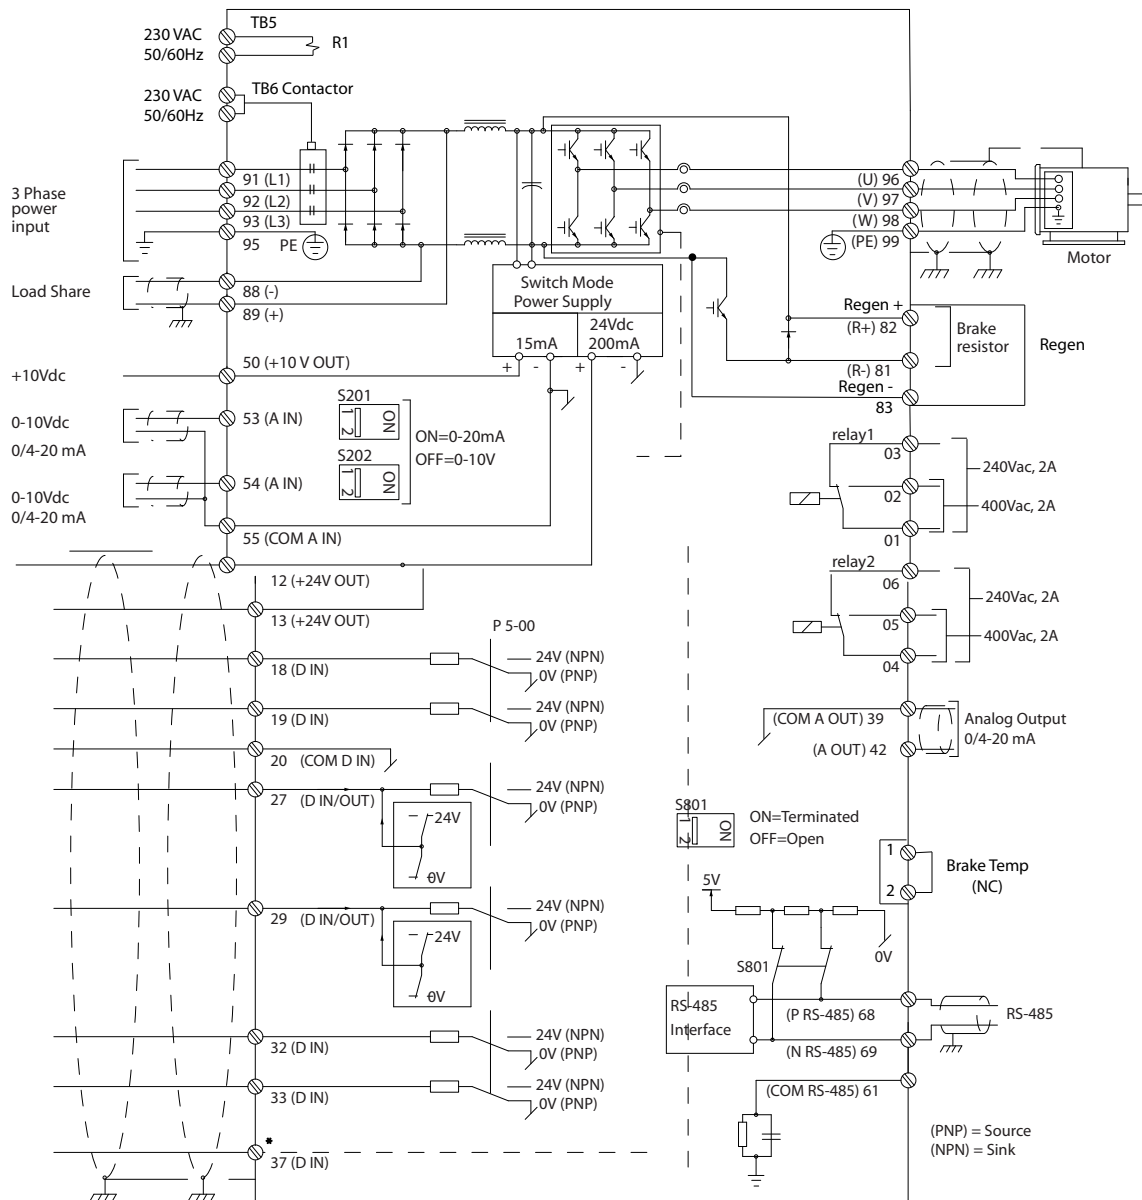 230 VAC
50/60Hz
TB5
R1
230 VAC
50/60Hz
TB6 Contactor
3 Phase
power
input
91 (L1)
92 (L2)
93 (L3)
95 PE
Load Share
88 (-)
89 (+)
Switch Mode
Power Supply
15mA
24Vdc
200mA
+ - + -
(U) 96
(V) 97
(W) 98
(PE) 99
Motor
Regen +
(R+) 82
Brake
resistor
Regen
(R-) 81
Regen -
83
+10Vdc
50 (+10 V OUT)
0-10Vdc
0/4-20 mA
53 (A IN)
S201
1 2
ON
ON=0-20mA
OFF=0-10V
S202
1 2
ON
0-10Vdc
0/4-20 mA
54 (A IN)
55 (COM A IN)
relay1
03
240Vac, 2A
02
400Vac, 2A
01
relay2
06
240Vac, 2A
05
400Vac, 2A
04
12 (+24V OUT)
13 (+24V OUT)
P 5-00
18 (D IN)
24V (NPN)
0V (PNP)
19 (D IN)
24V (NPN)
0V (PNP)
20 (COM D IN)
27 (D IN/OUT)
24V (NPN)
0V (PNP)
24V
0V
29 (D IN/OUT)
24V (NPN)
0V (PNP)
24V
0V
32 (D IN)
24V (NPN)
0V (PNP)
33 (D IN)
24V (NPN)
0V (PNP)
*
37 (D IN)
(COM A OUT) 39
(A OUT) 42
Analog Output
0/4-20 mA
S801
1 2
ON
ON=Terminated
OFF=Open
1
2
Brake Temp
(NC)
5V
0V
S801
RS-485
Interface
(P RS-485) 68
RS-485
(N RS-485) 69
(COM RS-485) 61
(PNP) = Source
(NPN) = Sink